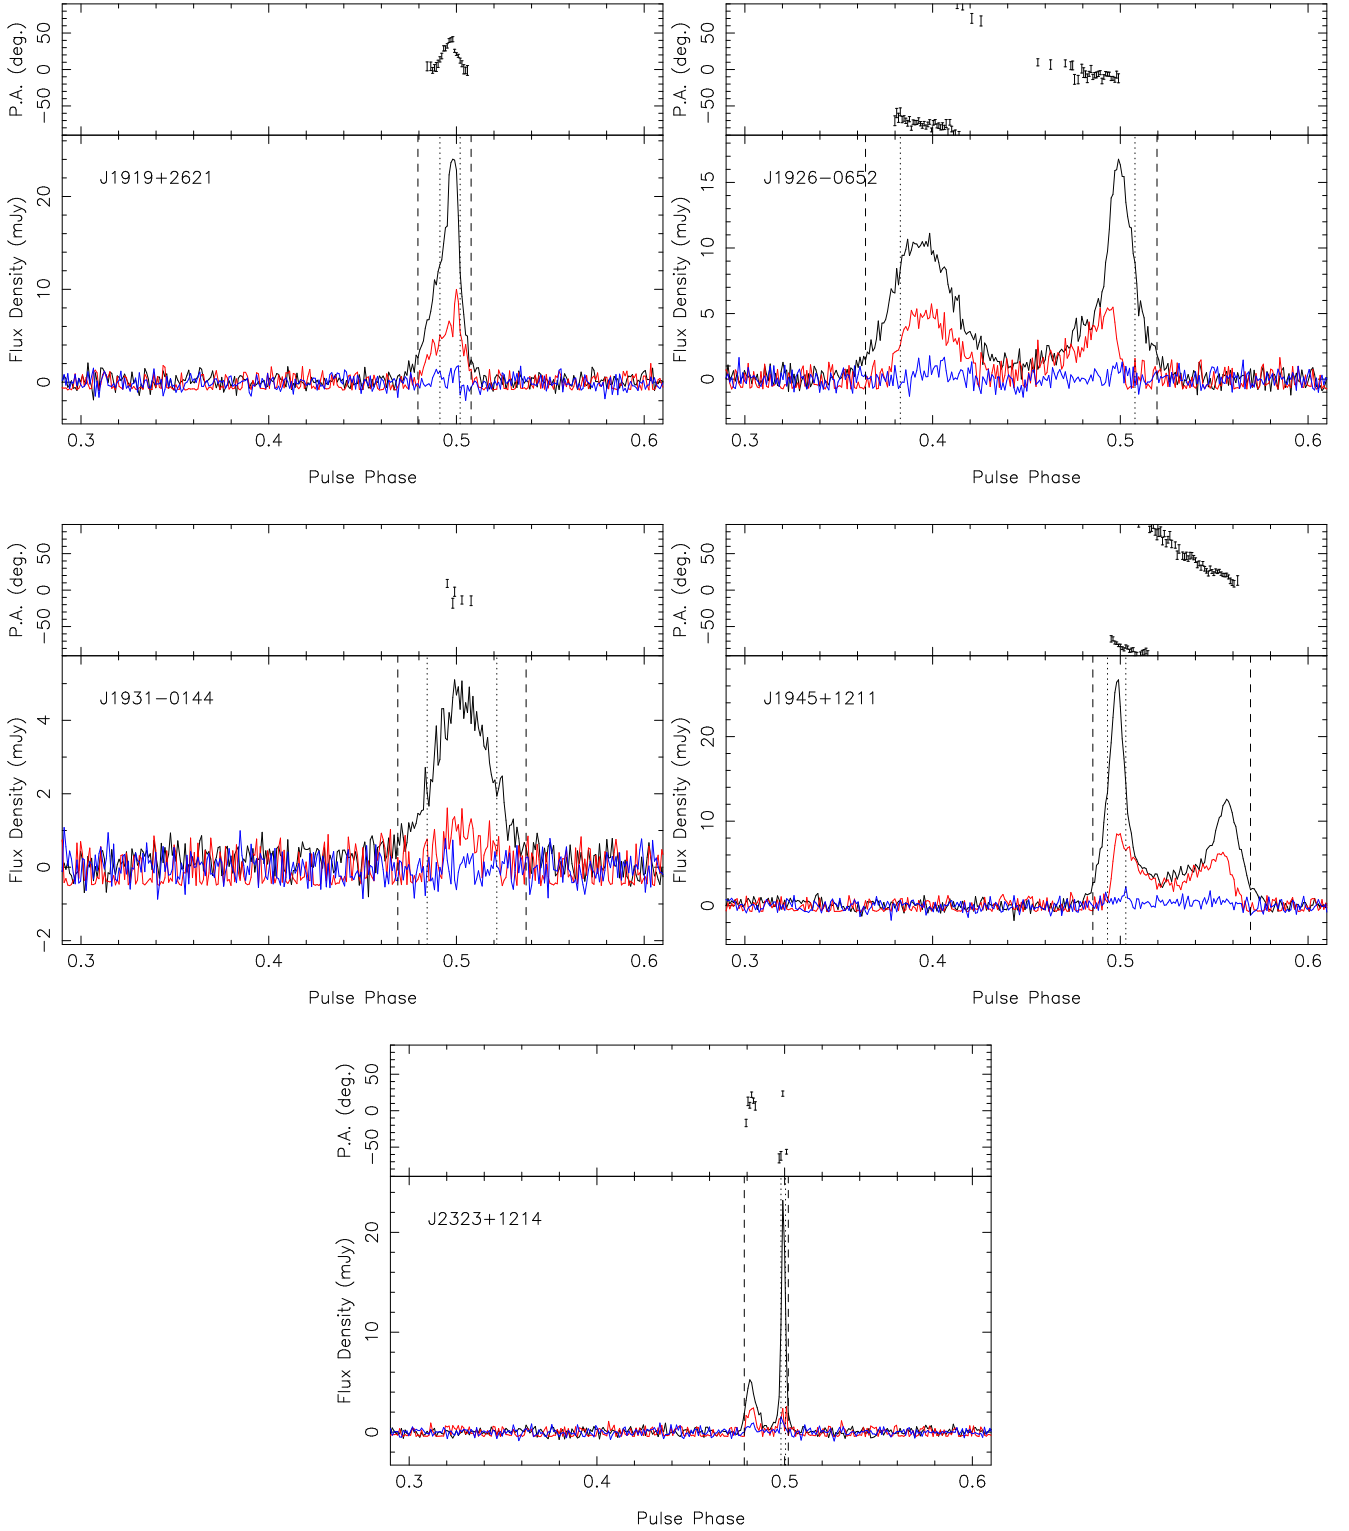 P.A. (deg.)
50
0
−50
Flux Density (mJy)
20
10
0
J1919+2621
0.3 0.4 0.5 0.6
Pulse Phase
P.A. (deg.)
50
0
−50
Flux Density (mJy)
15
10
5
0
J1926−0652
0.3 0.4 0.5 0.6
Pulse Phase
P.A. (deg.)
50
0
−50
Flux Density (mJy)
4
2
0
−2
J1931−0144
0.3 0.4 0.5 0.6
Pulse Phase
P.A. (deg.)
50
0
−50
Flux Density (mJy)
20
10
0
J1945+1211
0.3 0.4 0.5 0.6
Pulse Phase
P.A. (deg.)
50
0
−50
Flux Density (mJy)
20
10
0
J2323+1214
0.3 0.4 0.5 0.6
Pulse Phase